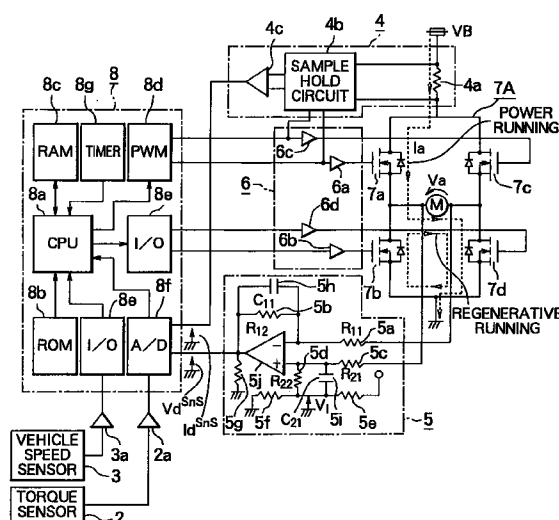 4c
4b
4
VB
SAMPLE
HOLD
CIRCUIT
4a
8c
8g
8
8d
7A
POWER
RUNNING
RAM
TIMER
PWM
6c
Ia
6
6a
7a
Va
7c
8a
8e
6d
M
CPU
I/O
6b
8b
8e
8f
5h
7b
7d
C11
5b
REGENERATIVE
RUNNING
R12
R11
5a
ROM
I/O
A/D
−
+
5d
5c
5j
R22
R21
VdSnS
IdSnS
5g
5f
C21
VI
5i
5e
5
3a
2a
VEHICLE
SPEED
SENSOR
3
TORQUE
SENSOR
2